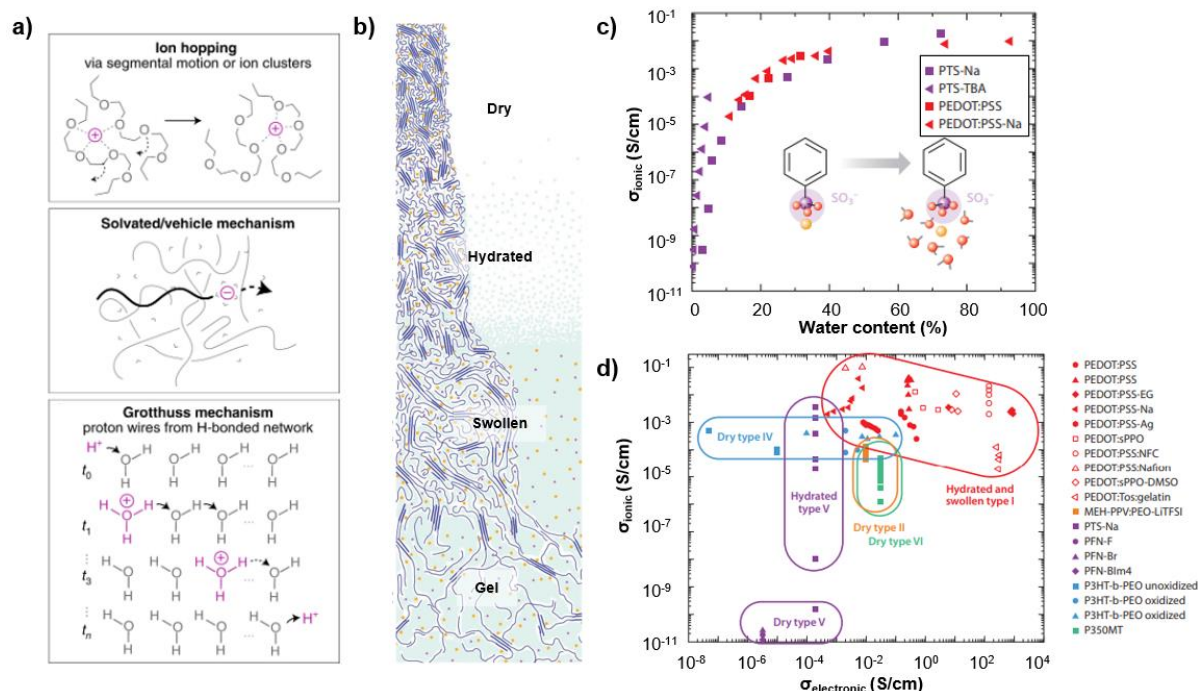 a)
Ion hopping
via segmental motion or ion clusters
Solvated/vehicle mechanism
Grotthuss mechanism
proton wires from H-bonded network
H⁺
t₀
t₁
t₃
tₙ
H⁺
b)
Dry
Hydrated
Swollen
Gel
c)
σionic (S/cm)
10⁻¹
10⁻³
10⁻⁵
10⁻⁷
10⁻⁹
10⁻¹¹
PTS-Na
PTS-TBA
PEDOT:PSS
PEDOT:PSS-Na
SO₃⁻
SO₃⁻
0 20 40 60 80 100
Water content (%)
d)
σionic (S/cm)
10⁻¹
10⁻³
10⁻⁵
10⁻⁷
10⁻⁹
10⁻¹¹
Dry type IV
Hydrated
type V
Dry type II
Dry type VI
Hydrated and
swollen type I
Dry type V
10⁻⁸ 10⁻⁶ 10⁻⁴ 10⁻² 10⁰ 10² 10⁴
σelectronic (S/cm)
PEDOT:PSS
PEDOT:PSS
PEDOT:PSS-EG
PEDOT:PSS-Na
PEDOT:PSS-Ag
PEDOT:sPPO
PEDOT:PSS:NFC
PEDOT:PSS:Nafion
PEDOT:sPPO-DMSO
PEDOT:Tos:gelatin
MEH-PPV:PEO-LiTFSI
PTS-Na
PFN-F
PFN-Br
PFN-BIm4
P3HT-b-PEO unoxidized
P3HT-b-PEO oxidized
P3HT-b-PEO oxidized
P350MT